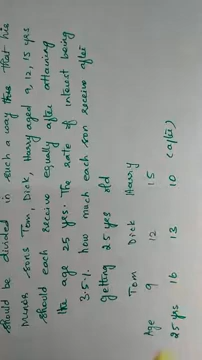 should be divided in such a way that his
minor sons Tom, Dick, Harry aged 9, 12, 15 yrs
should each receive equally after attaining
the age 25 yrs. The rate of interest being
3.5%. how much each son receive after
getting 25 yrs old
Tom Dick Harry
Age 9 12 15
25 yrs 16 13 10 (after)